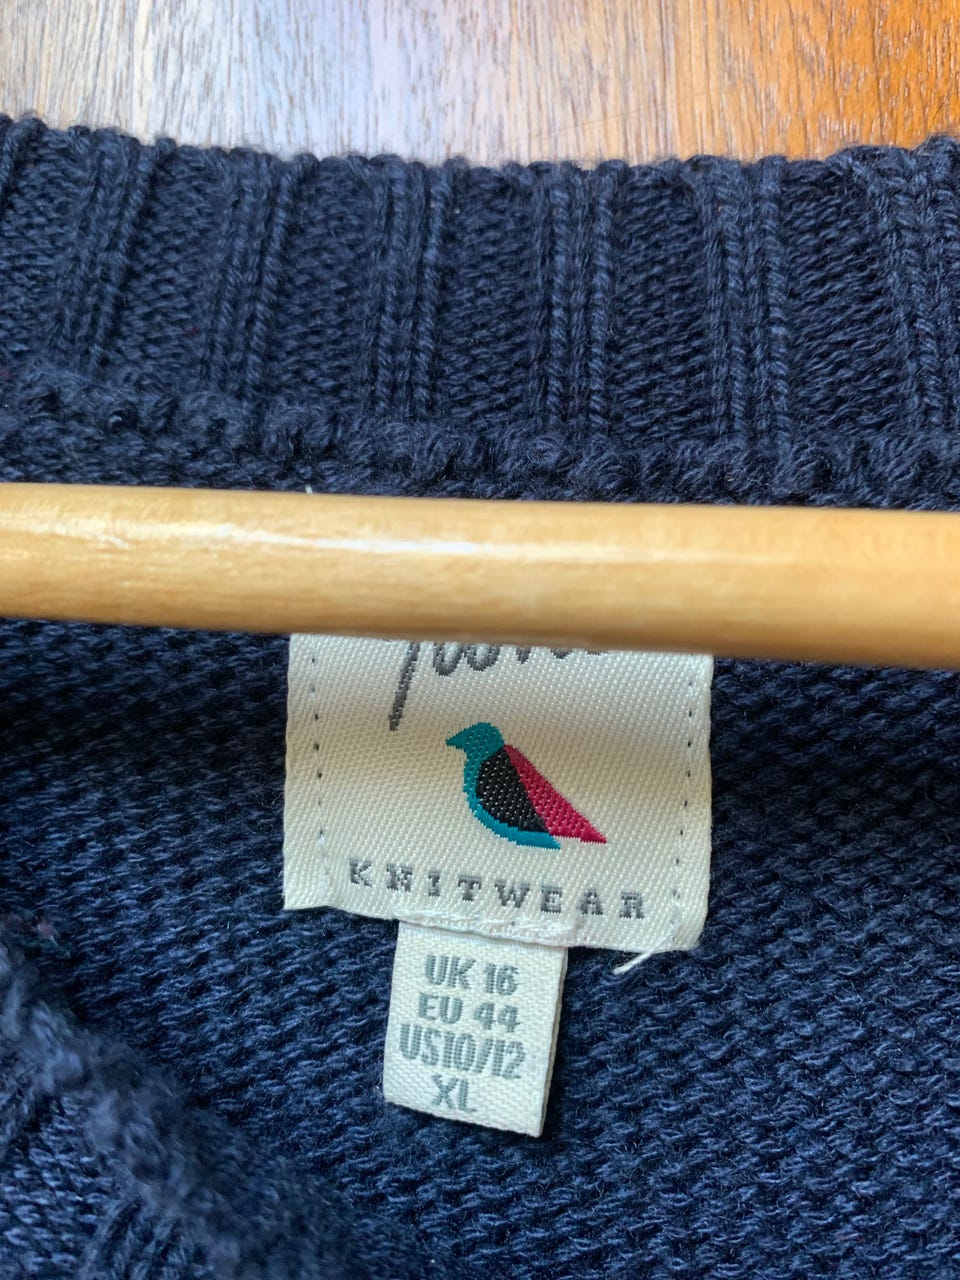 KNITWEAR
UK 16
EU 44
US10/12
XL